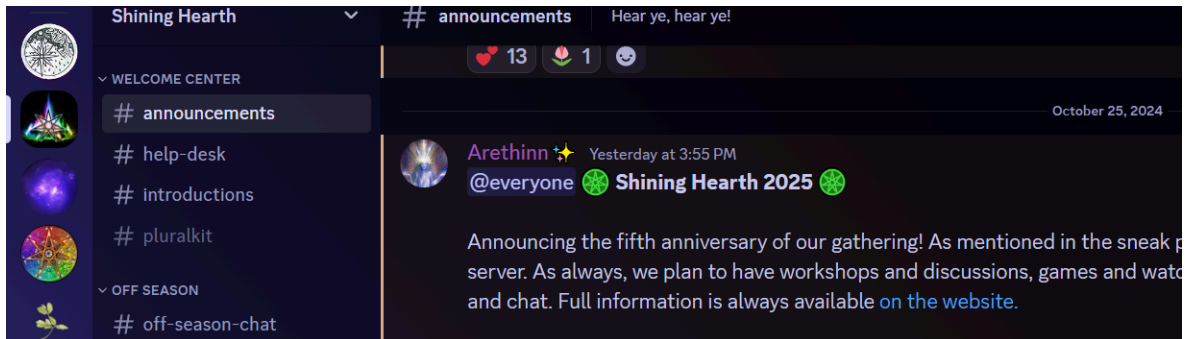 Shining Hearth
WELCOME CENTER
# announcements
# help-desk
# introductions
# pluralkit
OFF SEASON
# off-season-chat
# announcements Hear ye, hear ye!
13 1
October 25, 2024
Arethinn Yesterday at 3:55 PM
@everyone Shining Hearth 2025
Announcing the fifth anniversary of our gathering! As mentioned in the sneak
server. As always, we plan to have workshops and discussions, games and
and chat. Full information is always available on the website.